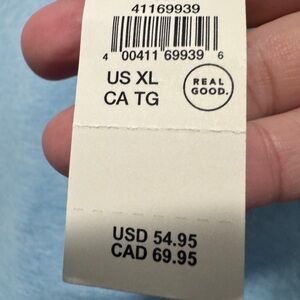 41169939
4 00411 69939 6
US XL
CA TG
REAL
GOOD.
USD 54.95
CAD 69.95